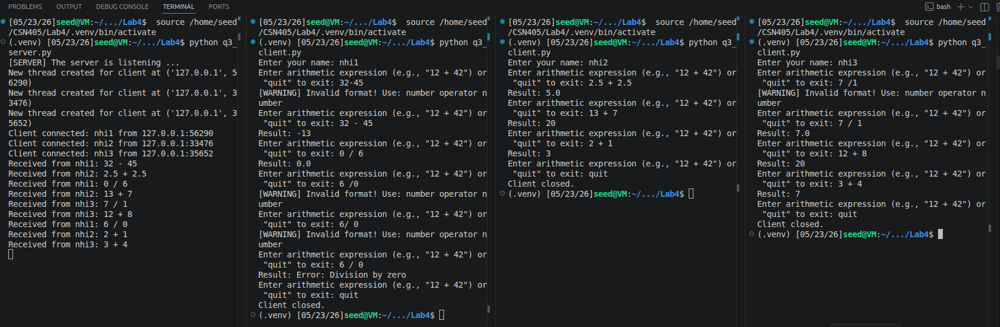 PROBLEMS OUTPUT DEBUG CONSOLE TERMINAL PORTS
bash
[05/23/26]seed@VM:~/.../Lab4$  source /home/seed
/CSN405/Lab4/.venv/bin/activate
(.venv) [05/23/26]seed@VM:~/.../Lab4$ python q3_
server.py
[SERVER] The server is listening ...
New thread created for client at ('127.0.0.1', 5
6290)
New thread created for client at ('127.0.0.1', 3
3476)
New thread created for client at ('127.0.0.1', 3
5652)
Client connected: nhi1 from 127.0.0.1:56290
Client connected: nhi2 from 127.0.0.1:33476
Client connected: nhi3 from 127.0.0.1:35652
Received from nhi1: 32 - 45
Received from nhi2: 2.5 + 2.5
Received from nhi1: 0 / 6
Received from nhi2: 13 + 7
Received from nhi3: 7 / 1
Received from nhi3: 12 + 8
Received from nhi1: 6 / 0
Received from nhi2: 2 + 1
Received from nhi3: 3 + 4
[05/23/26]seed@VM:~/.../Lab4$  source /home/seed
/CSN405/Lab4/.venv/bin/activate
(.venv) [05/23/26]seed@VM:~/.../Lab4$ python q3_
client.py
Enter your name: nhi1
Enter arithmetic expression (e.g., "12 + 42") or
 "quit" to exit: 32-45
[WARNING] Invalid format! Use: number operator n
umber
Enter arithmetic expression (e.g., "12 + 42") or
 "quit" to exit: 32 - 45
Result: -13
Enter arithmetic expression (e.g., "12 + 42") or
 "quit" to exit: 0 / 6
Result: 0.0
Enter arithmetic expression (e.g., "12 + 42") or
 "quit" to exit: 6 /0
[WARNING] Invalid format! Use: number operator n
umber
Enter arithmetic expression (e.g., "12 + 42") or
 "quit" to exit: 6/ 0
[WARNING] Invalid format! Use: number operator n
umber
Enter arithmetic expression (e.g., "12 + 42") or
 "quit" to exit: 6 / 0
Result: Error: Division by zero
Enter arithmetic expression (e.g., "12 + 42") or
 "quit" to exit: quit
Client closed.
(.venv) [05/23/26]seed@VM:~/.../Lab4$
[05/23/26]seed@VM:~/.../Lab4$  source /home/seed
/CSN405/Lab4/.venv/bin/activate
(.venv) [05/23/26]seed@VM:~/.../Lab4$ python q3_
client.py
Enter your name: nhi2
Enter arithmetic expression (e.g., "12 + 42") or
 "quit" to exit: 2.5 + 2.5
Result: 5.0
Enter arithmetic expression (e.g., "12 + 42") or
 "quit" to exit: 13 + 7
Result: 20
Enter arithmetic expression (e.g., "12 + 42") or
 "quit" to exit: 2 + 1
Result: 3
Enter arithmetic expression (e.g., "12 + 42") or
 "quit" to exit: quit
Client closed.
(.venv) [05/23/26]seed@VM:~/.../Lab4$
[05/23/26]seed@VM:~/.../Lab4$  source /home/seed
/CSN405/Lab4/.venv/bin/activate
(.venv) [05/23/26]seed@VM:~/.../Lab4$ python q3_
client.py
Enter your name: nhi3
Enter arithmetic expression (e.g., "12 + 42") or
 "quit" to exit: 7 /1
[WARNING] Invalid format! Use: number operator n
umber
Enter arithmetic expression (e.g., "12 + 42") or
 "quit" to exit: 7 / 1
Result: 7.0
Enter arithmetic expression (e.g., "12 + 42") or
 "quit" to exit: 12 + 8
Result: 20
Enter arithmetic expression (e.g., "12 + 42") or
 "quit" to exit: 3 + 4
Result: 7
Enter arithmetic expression (e.g., "12 + 42") or
 "quit" to exit: quit
Client closed.
(.venv) [05/23/26]seed@VM:~/.../Lab4$